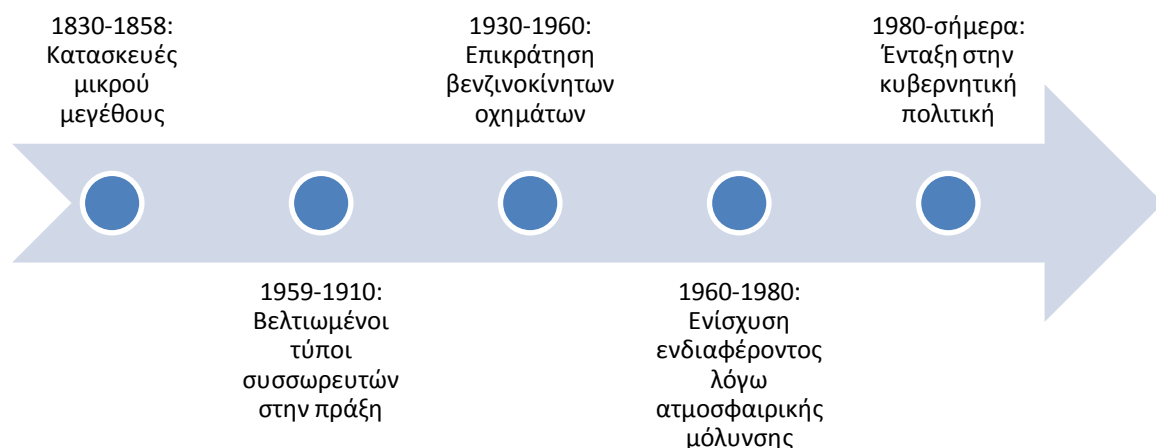 1830-1858:
Κατασκευές
μικρού
μεγέθους
1959-1910:
Βελτιωμένοι
τύποι
συσσωρευτών
στην πράξη
1930-1960:
Επικράτηση
βενζινοκίνητων
οχημάτων
1960-1980:
Ενίσχυση
ενδιαφέροντος
λόγω
ατμοσφαιρικής
μόλυνσης
1980-σήμερα:
Ένταξη στην
κυβερνητική
πολιτική